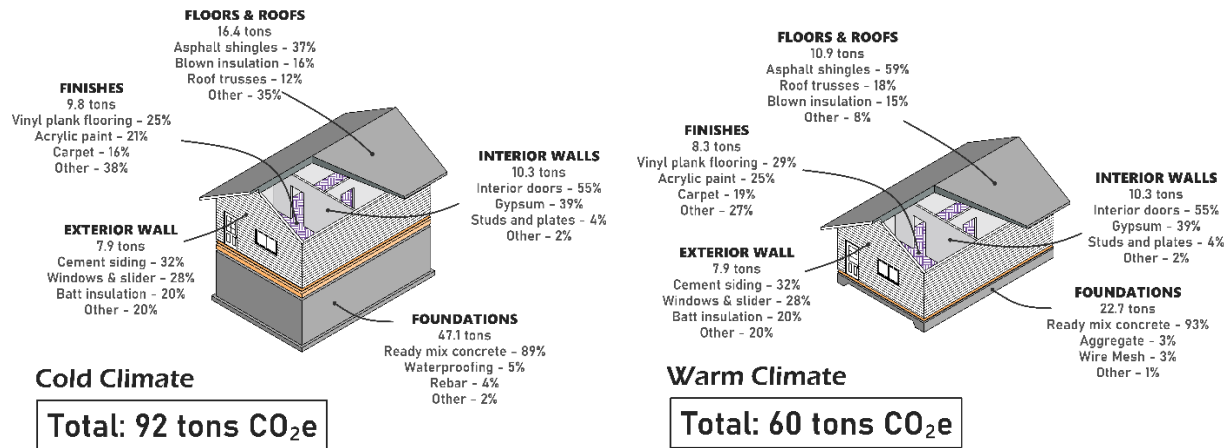 FLOORS & ROOFS
16.4 tons
Asphalt shingles - 37%
Blown insulation - 16%
Roof trusses - 12%
Other - 35%
FINISHES
9.8 tons
Vinyl plank flooring - 25%
Acrylic paint - 21%
Carpet - 16%
Other - 38%
INTERIOR WALLS
10.3 tons
Interior doors - 55%
Gypsum - 39%
Studs and plates - 4%
Other - 2%
EXTERIOR WALL
7.9 tons
Cement siding - 32%
Windows & slider - 28%
Batt insulation - 20%
Other - 20%
FOUNDATIONS
47.1 tons
Ready mix concrete - 89%
Waterproofing - 5%
Rebar - 4%
Other - 2%
Cold Climate
Total: 92 tons CO₂e
FLOORS & ROOFS
10.9 tons
Asphalt shingles - 59%
Roof trusses - 18%
Blown insulation - 15%
Other - 8%
FINISHES
8.3 tons
Vinyl plank flooring - 29%
Acrylic paint - 25%
Carpet - 19%
Other - 27%
INTERIOR WALLS
10.3 tons
Interior doors - 55%
Gypsum - 39%
Studs and plates - 4%
Other - 2%
EXTERIOR WALL
7.9 tons
Cement siding - 32%
Windows & slider - 28%
Batt insulation - 20%
Other - 20%
FOUNDATIONS
22.7 tons
Ready mix concrete - 93%
Aggregate - 3%
Wire Mesh - 3%
Other - 1%
Warm Climate
Total: 60 tons CO₂e